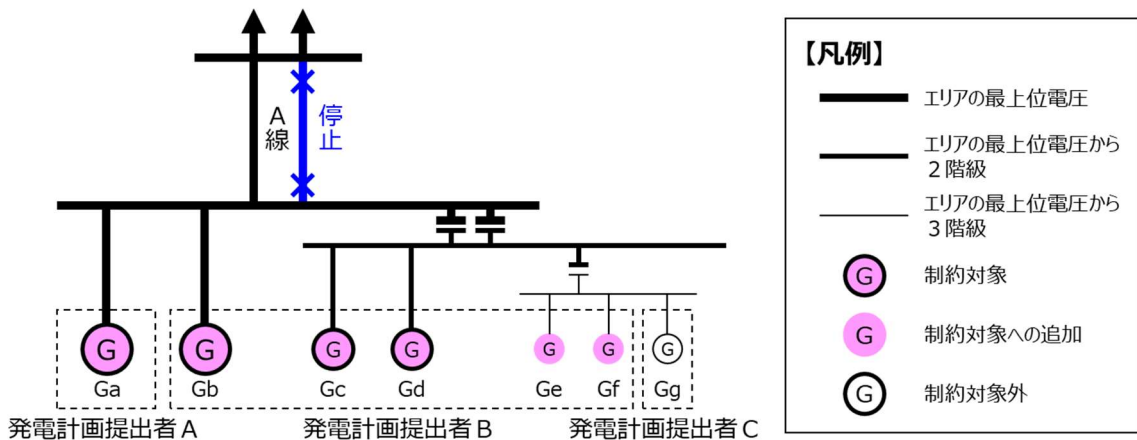 A線
停止
G
G
G
G
G
G
G
Ga
Gb
Gc
Gd
Ge
Gf
Gg
発電計画提出者A
発電計画提出者B
発電計画提出者C
【凡例】
エリアの最上位電圧
エリアの最上位電圧から
2階級
エリアの最上位電圧から
3階級
G
制約対象
G
制約対象への追加
G
制約対象外